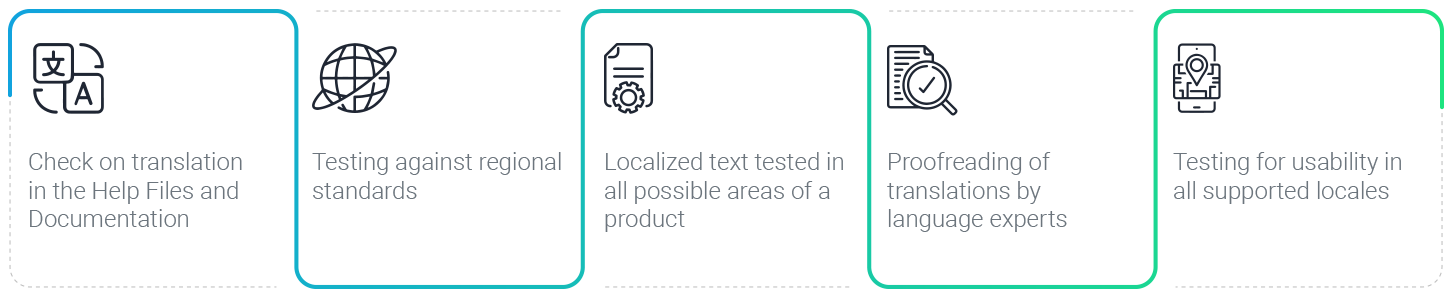 文
A
Check on translation
in the Help Files and
Documentation
Testing against regional
standards
Localized text tested in
all possible areas of a
product
Proofreading of
translations by
language experts
Testing for usability in
all supported locales